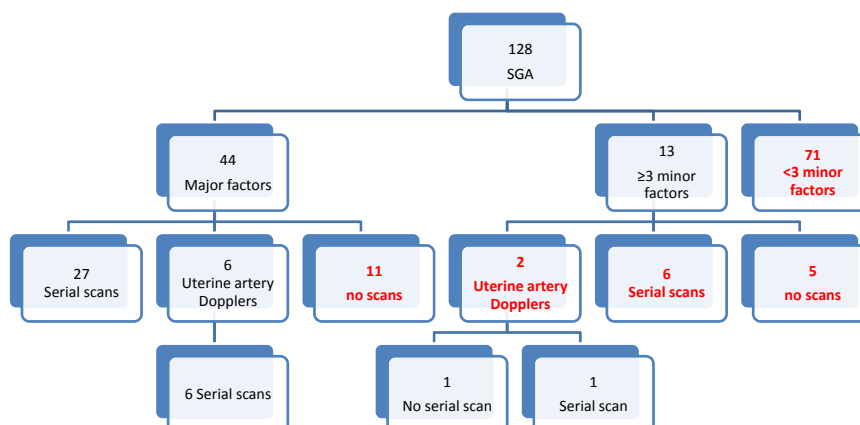 128
SGA
44
Major factors
13
≥3 minor
factors
71
<3 minor
factors
27
Serial scans
6
Uterine artery
Dopplers
11
no scans
2
Uterine artery
Dopplers
6
Serial scans
5
no scans
6 Serial scans
1
No serial scan
1
Serial scan